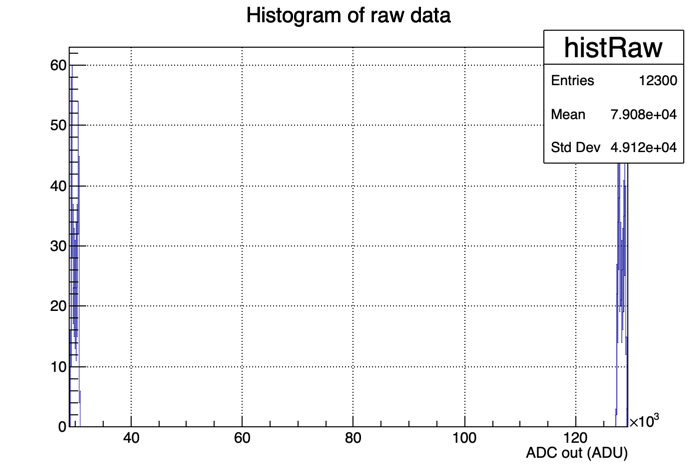 Histogram of raw data
histRaw
Entries 12300
Mean 7.908e+04
Std Dev 4.912e+04
60
50
40
30
20
10
0
40 60 80 100 120
×10³
ADC out (ADU)